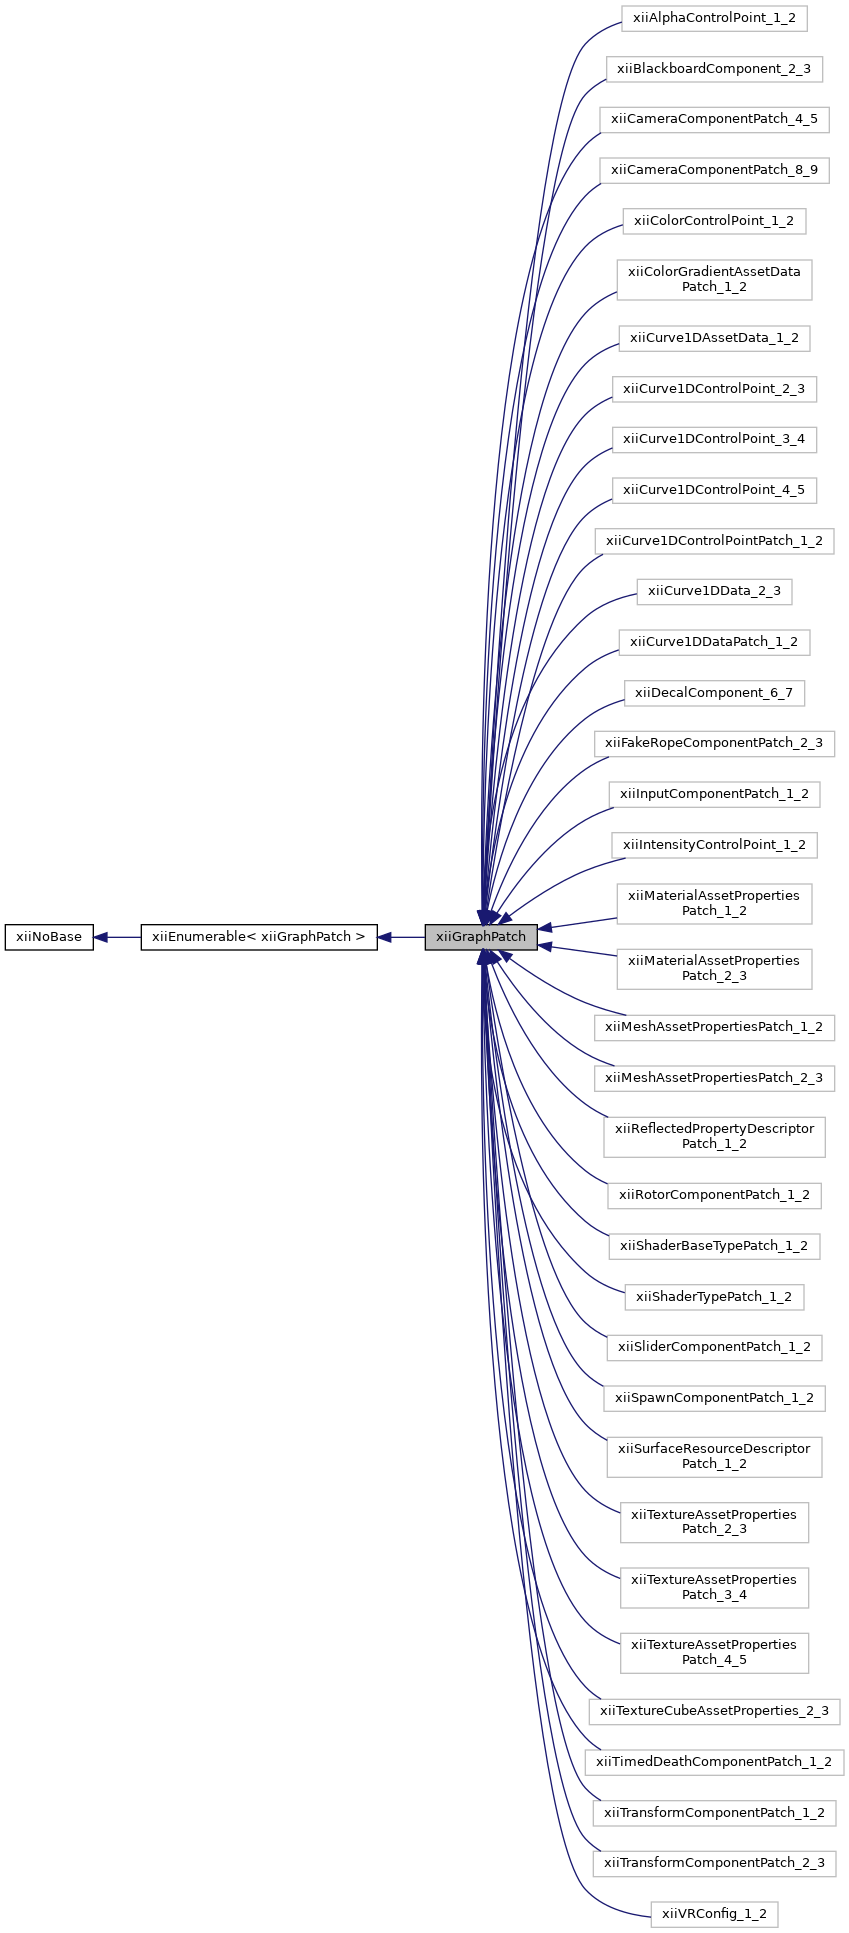 xiiAlphaControlPoint_1_2
xiiBlackboardComponent_2_3
xiiCameraComponentPatch_4_5
xiiCameraComponentPatch_8_9
xiiColorControlPoint_1_2
xiiColorGradientAssetData
Patch_1_2
xiiCurve1DAssetData_1_2
xiiCurve1DControlPoint_2_3
xiiCurve1DControlPoint_3_4
xiiCurve1DControlPoint_4_5
xiiCurve1DControlPointPatch_1_2
xiiCurve1DData_2_3
xiiCurve1DDataPatch_1_2
xiiDecalComponent_6_7
xiiFakeRopeComponentPatch_2_3
xiiInputComponentPatch_1_2
xiiIntensityControlPoint_1_2
xiiMaterialAssetProperties
Patch_1_2
xiiNoBase
xiiEnumerable< xiiGraphPatch >
xiiGraphPatch
xiiMaterialAssetProperties
Patch_2_3
xiiMeshAssetPropertiesPatch_1_2
xiiMeshAssetPropertiesPatch_2_3
xiiReflectedPropertyDescriptor
Patch_1_2
xiiRotorComponentPatch_1_2
xiiShaderBaseTypePatch_1_2
xiiShaderTypePatch_1_2
xiiSliderComponentPatch_1_2
xiiSpawnComponentPatch_1_2
xiiSurfaceResourceDescriptor
Patch_1_2
xiiTextureAssetProperties
Patch_2_3
xiiTextureAssetProperties
Patch_3_4
xiiTextureAssetProperties
Patch_4_5
xiiTextureCubeAssetProperties_2_3
xiiTimedDeathComponentPatch_1_2
xiiTransformComponentPatch_1_2
xiiTransformComponentPatch_2_3
xiiVRConfig_1_2